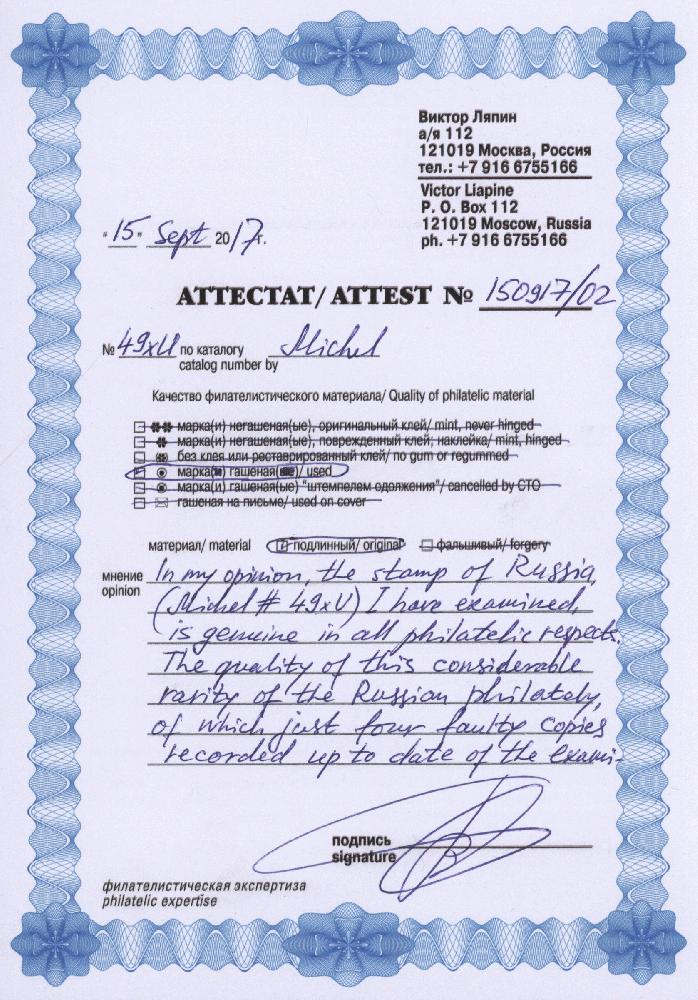 Виктор Ляпин
а/я 112
121019 Москва, Россия
тел.: +7 916 6755166
Victor Liapine
P. O. Box 112
121019 Moscow, Russia
ph. +7 916 6755166
"15" Sept 2017г.
АТТЕСТАТ/ ATTEST № 150917/02
№ 49xU по каталогу Michel
catalog number by
Качество филателистического материала/ Quality of philatelic material
марка(и) негашеная(ые), оригинальный клей/ mint, never hinged
марка(и) негашеная(ые), поврежденный клей; наклейка/ mint, hinged
без клея или реставрированный клей/ no gum or regummed
марка(и) гашеная(ые)/ used
марка(и) гашеная(ые) "штемпелем одолжения"/ cancelled by CTO
гашеная на письме/ used on cover
материал/ material подлинный/ original фальшивый/ forgery
мнение In my opinion, the stamp of Russia,
opinion (Michel # 49xU) I have examined,
is genuine in all philatelic respects.
The quality of this considerable
rarity of the Russian philately,
of which just four faulty copies
recorded up to date of the exami-
подпись
signature
филателистическая экспертиза
philatelic expertise